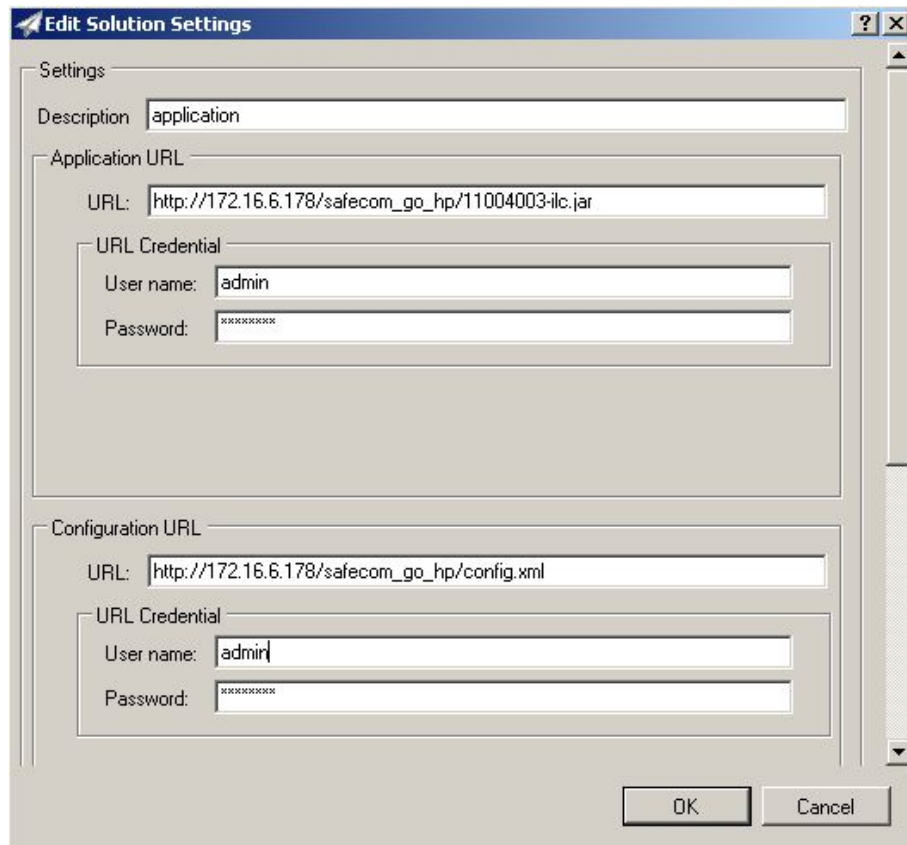 Edit Solution Settings
Settings
Description application
Application URL
URL: http://172.16.6.178/safecom_go_hp/11004003-ilc.jar
URL Credential
User name: admin
Password: ********
Configuration URL
URL: http://172.16.6.178/safecom_go_hp/config.xml
URL Credential
User name: admin
Password: ********
OK Cancel